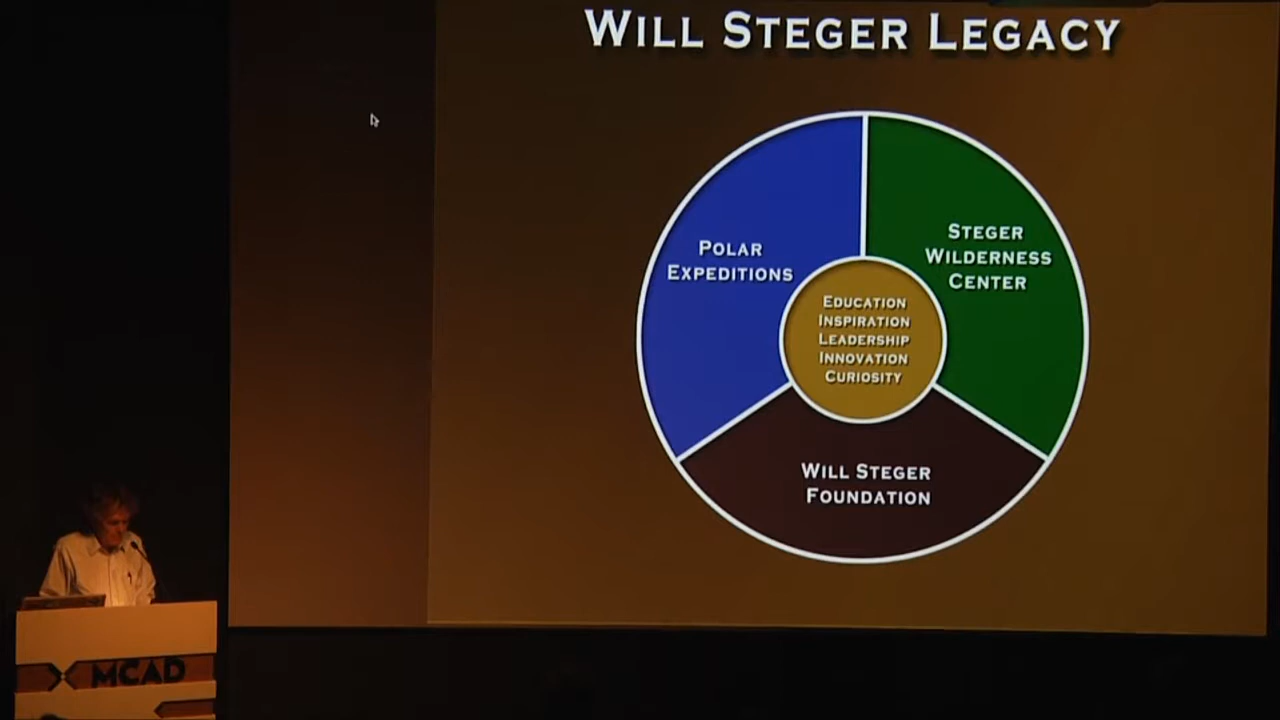 WILL STEGER LEGACY
POLAR
EXPEDITIONS
STEGER
WILDERNESS
CENTER
EDUCATION
INSPIRATION
LEADERSHIP
INNOVATION
CURIOSITY
WILL STEGER
FOUNDATION
MCAD